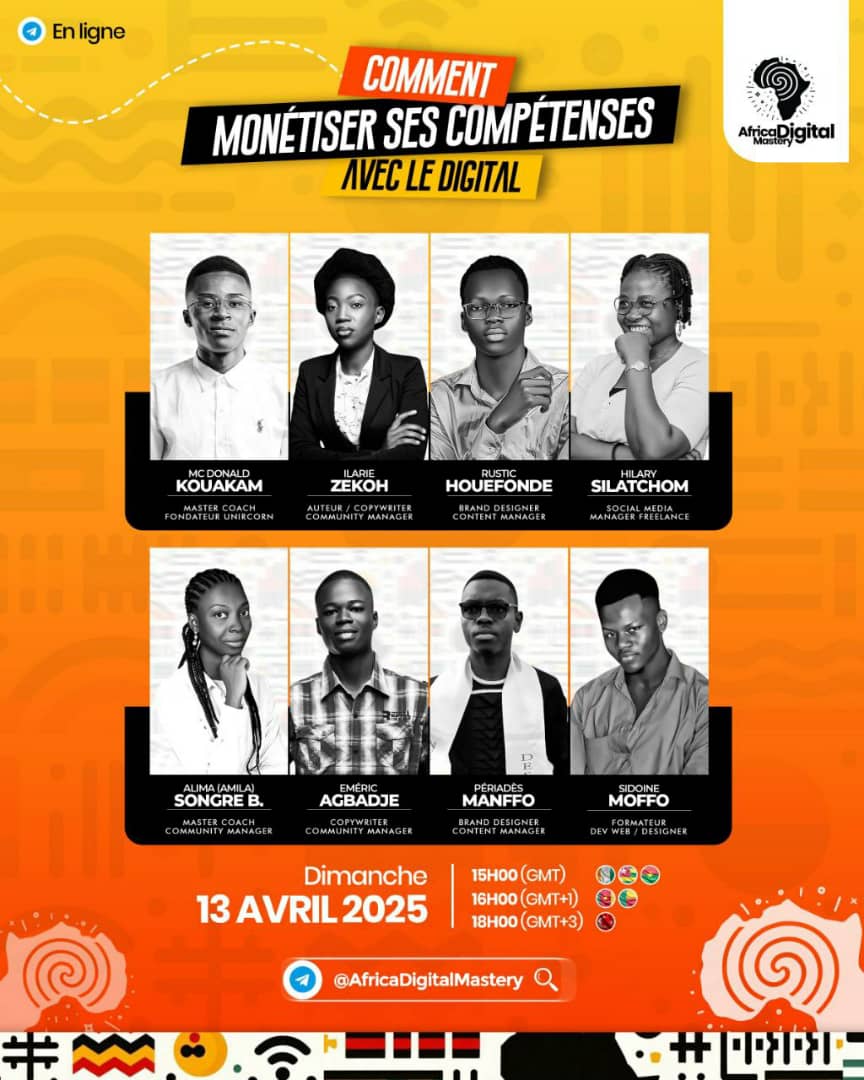 En ligne
COMMENT
MONÉTISER SES COMPÉTENSES
AVEC LE DIGITAL
AfricaDigital
Mastery
MC DONALD
KOUAKAM
MASTER COACH
FONDATEUR UNIRCORN
ILARIE
ZEKOH
AUTEUR / COPYWRITER
COMMUNITY MANAGER
RUSTIC
HOUEFONDE
BRAND DESIGNER
CONTENT MANAGER
HILARY
SILATCHOM
SOCIAL MEDIA
MANAGER FREELANCE
ALIMA (AMILA)
SONGRE B.
MASTER COACH
COMMUNITY MANAGER
EMÉRIC
AGBADJE
COPYWRITER
COMMUNITY MANAGER
PÉRIADÈS
MANFFO
BRAND DESIGNER
CONTENT MANAGER
SIDOINE
MOFFO
FORMATEUR
DEV WEB / DESIGNER
Dimanche
13 AVRIL 2025
15H00 (GMT)
16H00 (GMT+1)
18H00 (GMT+3)
@AfricaDigitalMastery